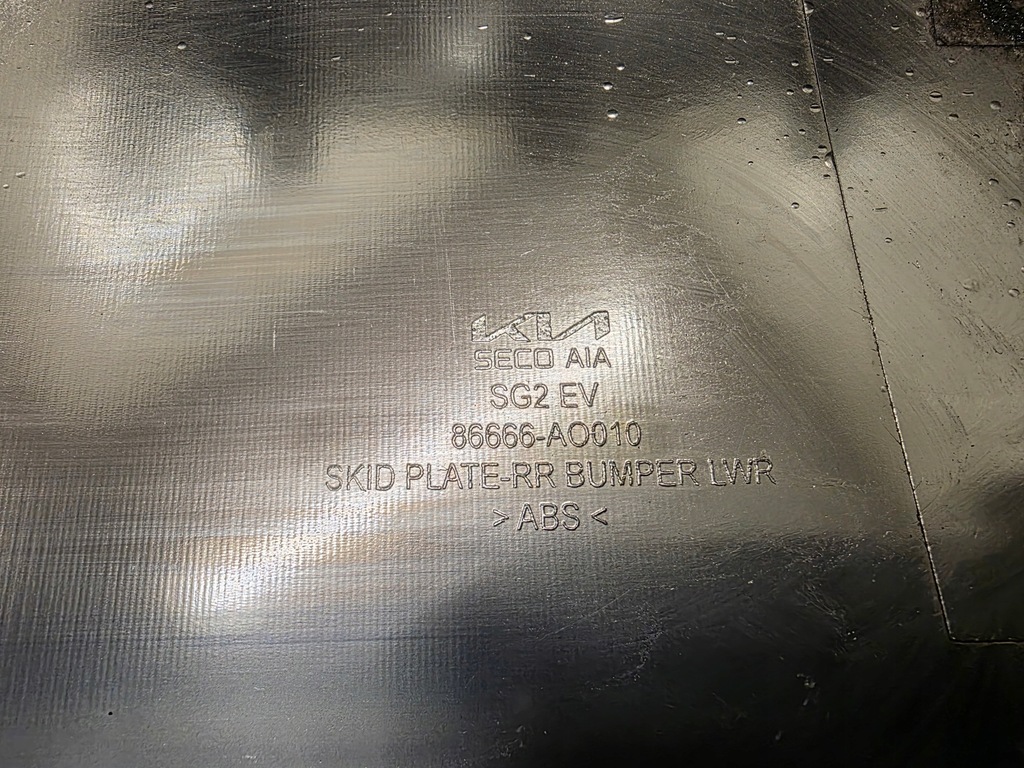 KIA
SECO AIA
SG2 EV
86666-AO010
SKID PLATE-RR BUMPER LWR
>ABS<